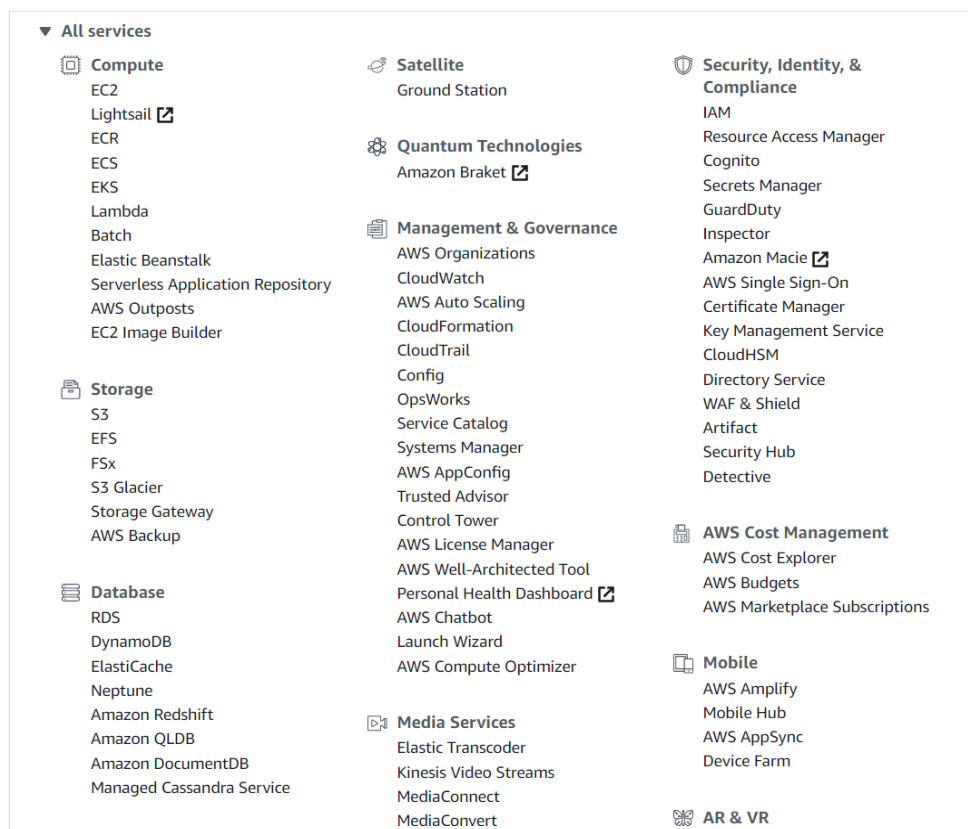 All services
Compute
EC2
Lightsail
ECR
ECS
EKS
Lambda
Batch
Elastic Beanstalk
Serverless Application Repository
AWS Outposts
EC2 Image Builder
Storage
S3
EFS
FSx
S3 Glacier
Storage Gateway
AWS Backup
Database
RDS
DynamoDB
ElastiCache
Neptune
Amazon Redshift
Amazon QLDB
Amazon DocumentDB
Managed Cassandra Service
Satellite
Ground Station
Quantum Technologies
Amazon Braket
Management & Governance
AWS Organizations
CloudWatch
AWS Auto Scaling
CloudFormation
CloudTrail
Config
OpsWorks
Service Catalog
Systems Manager
AWS AppConfig
Trusted Advisor
Control Tower
AWS License Manager
AWS Well-Architected Tool
Personal Health Dashboard
AWS Chatbot
Launch Wizard
AWS Compute Optimizer
Media Services
Elastic Transcoder
Kinesis Video Streams
MediaConnect
MediaConvert
Security, Identity, &
Compliance
IAM
Resource Access Manager
Cognito
Secrets Manager
GuardDuty
Inspector
Amazon Macie
AWS Single Sign-On
Certificate Manager
Key Management Service
CloudHSM
Directory Service
WAF & Shield
Artifact
Security Hub
Detective
AWS Cost Management
AWS Cost Explorer
AWS Budgets
AWS Marketplace Subscriptions
Mobile
AWS Amplify
Mobile Hub
AWS AppSync
Device Farm
AR & VR